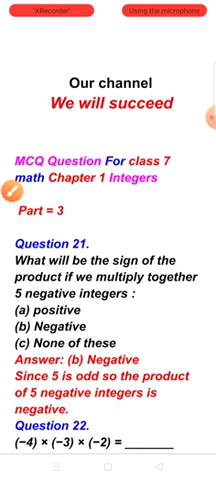 "XRecorder"
Using the microphone
Our channel
We will succeed
MCQ Question For class 7
math Chapter 1 Integers
Part = 3
Question 21.
What will be the sign of the
product if we multiply together
5 negative integers :
(a) positive
(b) Negative
(c) None of these
Answer: (b) Negative
Since 5 is odd so the product
of 5 negative integers is
negative.
Question 22.
(−4) × (−3) × (−2) = ________